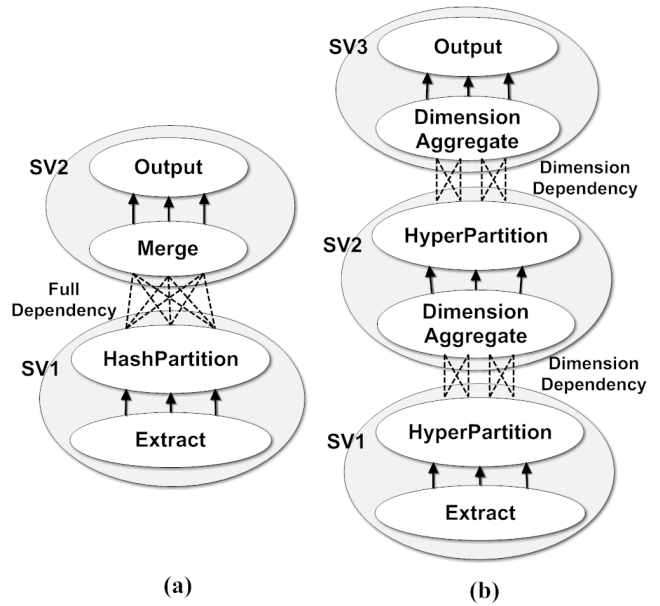 SV2
Output
Merge
Full
Dependency
SV1
HashPartition
Extract
(a)
SV3
Output
Dimension
Aggregate
Dimension
Dependency
SV2
HyperPartition
Dimension
Aggregate
Dimension
Dependency
SV1
HyperPartition
Extract
(b)